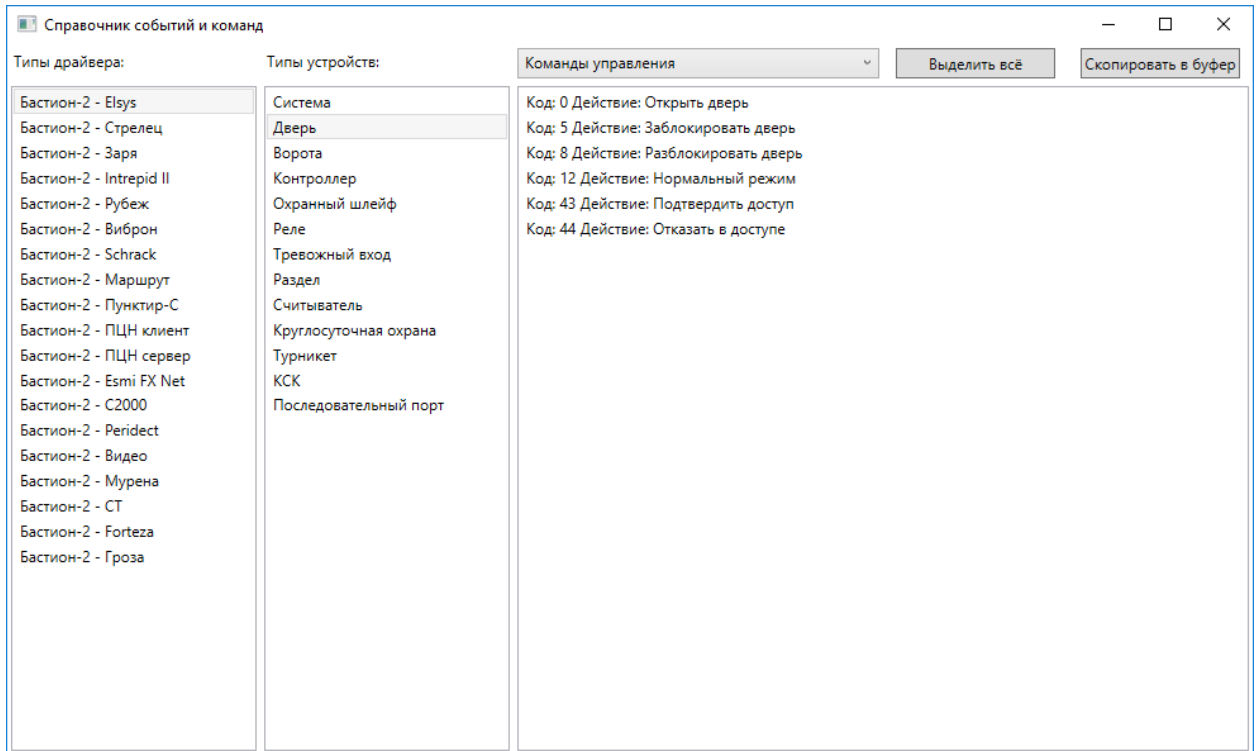 Справочник событий и команд
Типы драйвера:
Типы устройств:
Команды управления
Выделить всё
Скопировать в буфер
Бастион-2 - Elsys
Бастион-2 - Стрелец
Бастион-2 - Заря
Бастион-2 - Intrepid II
Бастион-2 - Рубеж
Бастион-2 - Виброн
Бастион-2 - Schrack
Бастион-2 - Маршрут
Бастион-2 - Пунктир-С
Бастион-2 - ПЦН клиент
Бастион-2 - ПЦН сервер
Бастион-2 - Esmi FX Net
Бастион-2 - С2000
Бастион-2 - Peridect
Бастион-2 - Видео
Бастион-2 - Мурена
Бастион-2 - СТ
Бастион-2 - Forteza
Бастион-2 - Гроза
Система
Дверь
Ворота
Контроллер
Охранный шлейф
Реле
Тревожный вход
Раздел
Считыватель
Круглосуточная охрана
Турникет
КСК
Последовательный порт
Код: 0 Действие: Открыть дверь
Код: 5 Действие: Заблокировать дверь
Код: 8 Действие: Разблокировать дверь
Код: 12 Действие: Нормальный режим
Код: 43 Действие: Подтвердить доступ
Код: 44 Действие: Отказать в доступе